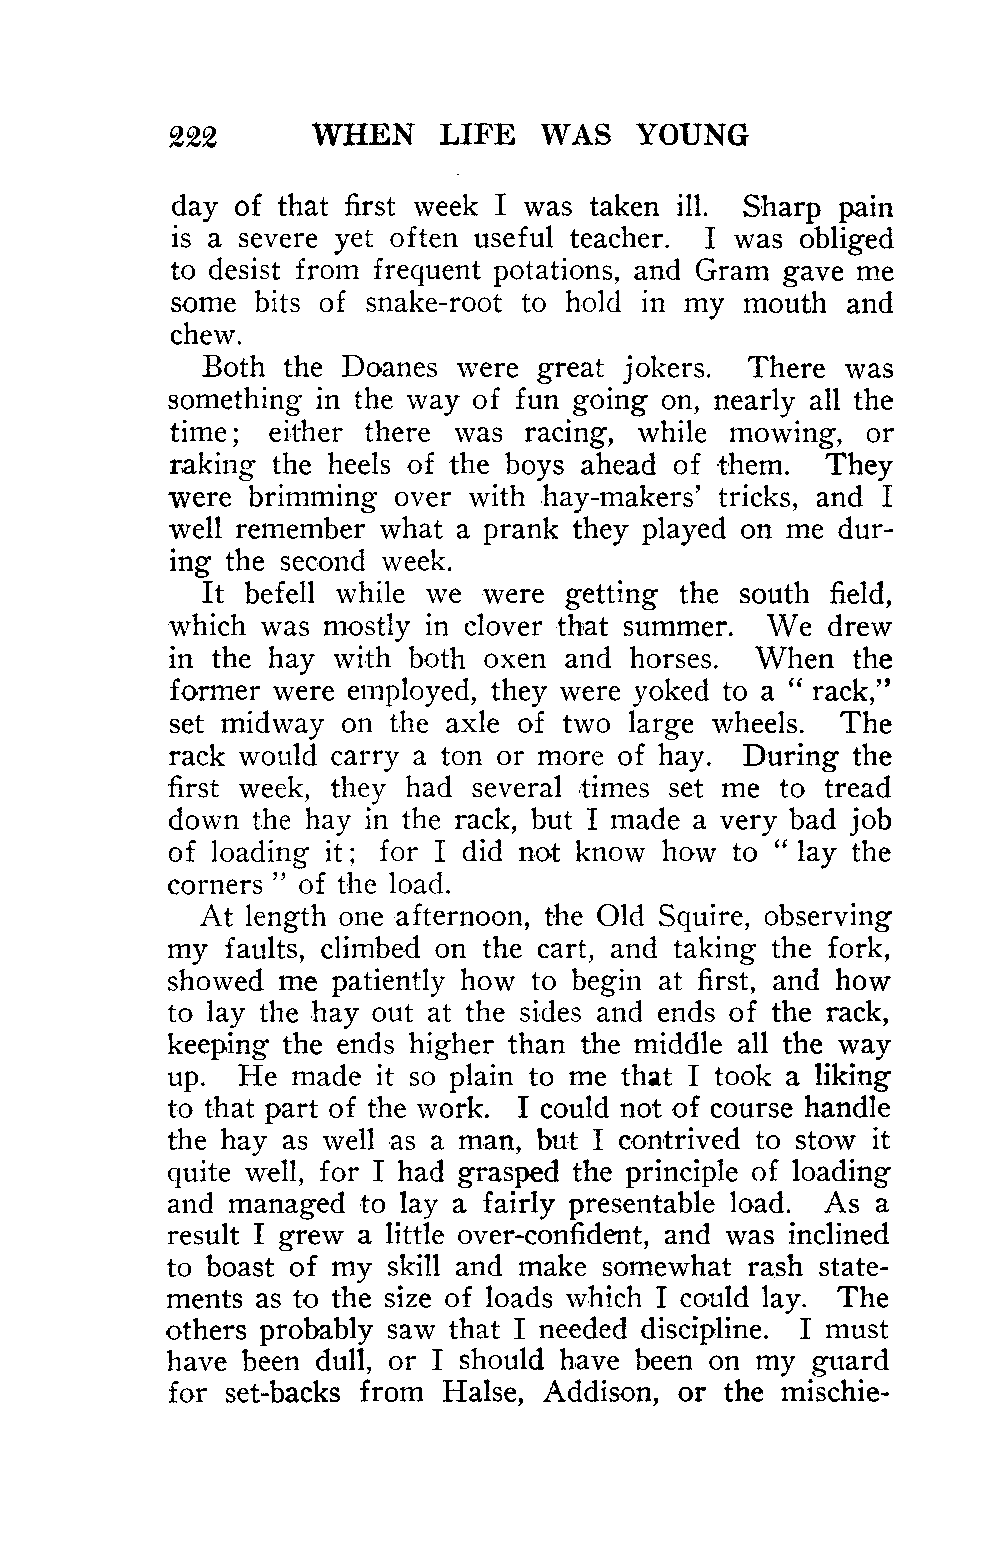 222 WHEN LIFE WAS YOUNG
day of that first week I was taken ill. Sharp pain
is a severe yet often useful teacher. I was obliged
to desist from frequent potations, and Gram gave me
some bits of snake-root to hold in my mouth and
chew.
Both the Doanes were great jokers. There was
something in the way of fun going on, nearly all the
time; either there was racing, while mowing, or
raking the heels of the boys ahead of them. They
were brimming over with hay-makers' tricks, and I
well remember what a prank they played on me dur-
ing the second week.
It befell while we were getting the south field,
which was mostly in clover that summer. We drew
in the hay with both oxen and horses. When the
former were employed, they were yoked to a " rack,"
set midway on the axle of two large wheels. The
rack would carry a ton or more of hay. During the
first week, they had several times set me to tread
down the hay in the rack, but I made a very bad job
of loading it; for I did not know how to " lay the
corners " of the load.
At length one afternoon, the Old Squire, observing
my faults, climbed on the cart, and taking the fork,
showed me patiently how to begin at first, and how
to lay the hay out at the sides and ends of the rack,
keeping the ends higher than the middle all the way
up. He made it so plain to me that I took a liking
to that part of the work. I could not of course handle
the hay as well as a man, but I contrived to stow it
quite well, for I had grasped the principle of loading
and managed to lay a fairly presentable load. As a
result I grew a little over-confident, and was inclined
to boast of my skill and make somewhat rash state-
ments as to the size of loads which I could lay. The
others probably saw that I needed discipline. I must
have been dull, or I should have been on my guard
for set-backs from Halse, Addison, or the mischie-